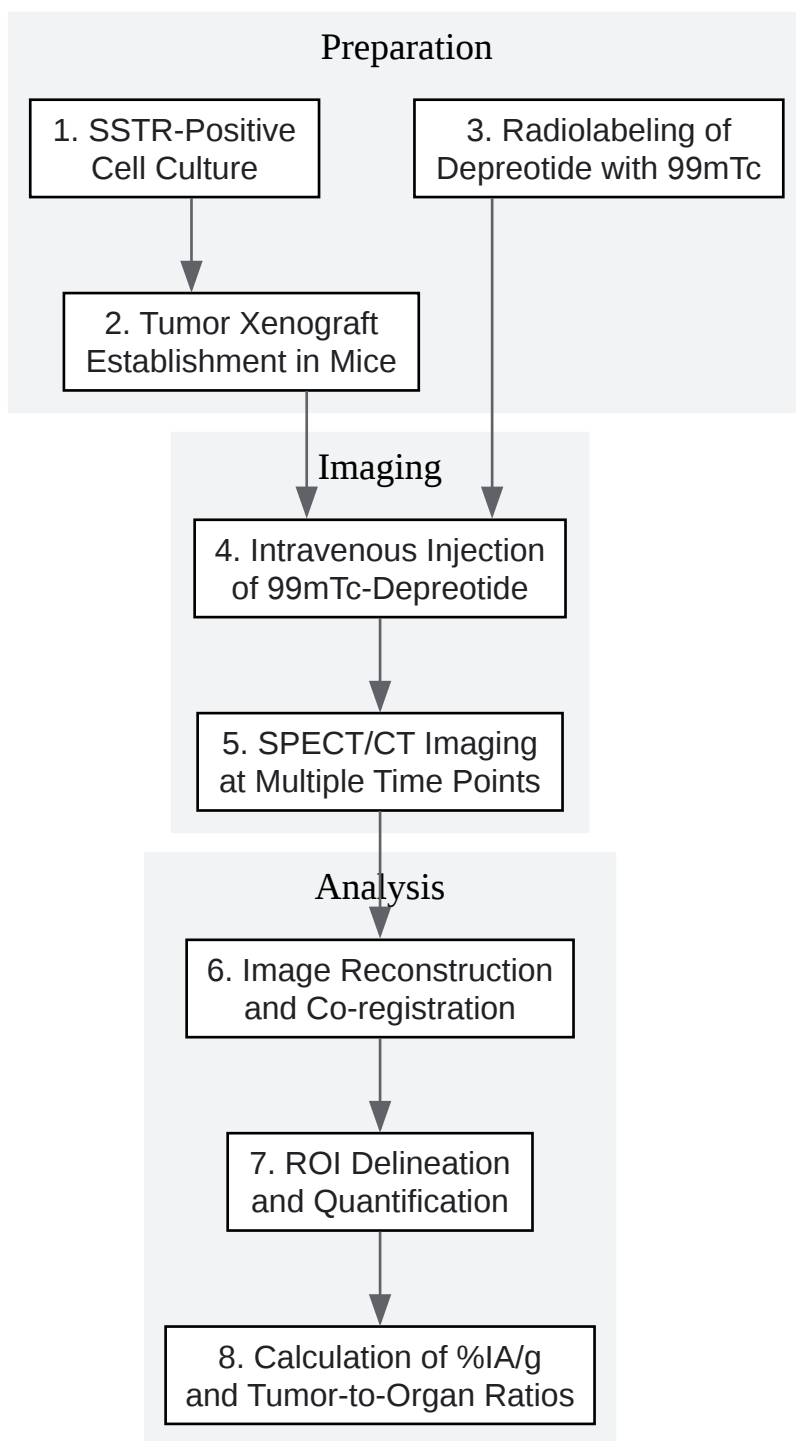 Preparation
1. SSTR-Positive
Cell Culture
3. Radiolabeling of
Depreotide with 99mTc
2. Tumor Xenograft
Establishment in Mice
Imaging
4. Intravenous Injection
of 99mTc-Depreotide
5. SPECT/CT Imaging
at Multiple Time Points
Analysis
6. Image Reconstruction
and Co-registration
7. ROI Delineation
and Quantification
8. Calculation of %IA/g
and Tumor-to-Organ Ratios